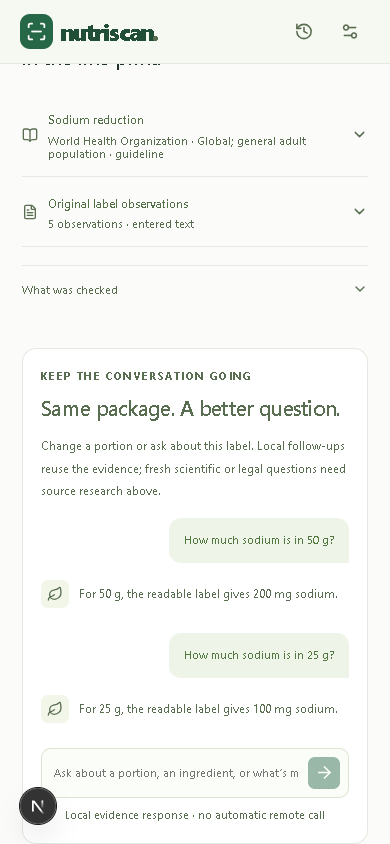 nutriscan.
in the fine print
Sodium reduction
World Health Organization · Global; general adult
population · guideline
Original label observations
5 observations · entered text
What was checked
KEEP THE CONVERSATION GOING
Same package. A better question.
Change a portion or ask about this label. Local follow-ups
reuse the evidence; fresh scientific or legal questions need
source research above.
How much sodium is in 50 g?
For 50 g, the readable label gives 200 mg sodium.
How much sodium is in 25 g?
For 25 g, the readable label gives 100 mg sodium.
Ask about a portion, an ingredient, or what's m
N
Local evidence response · no automatic remote call